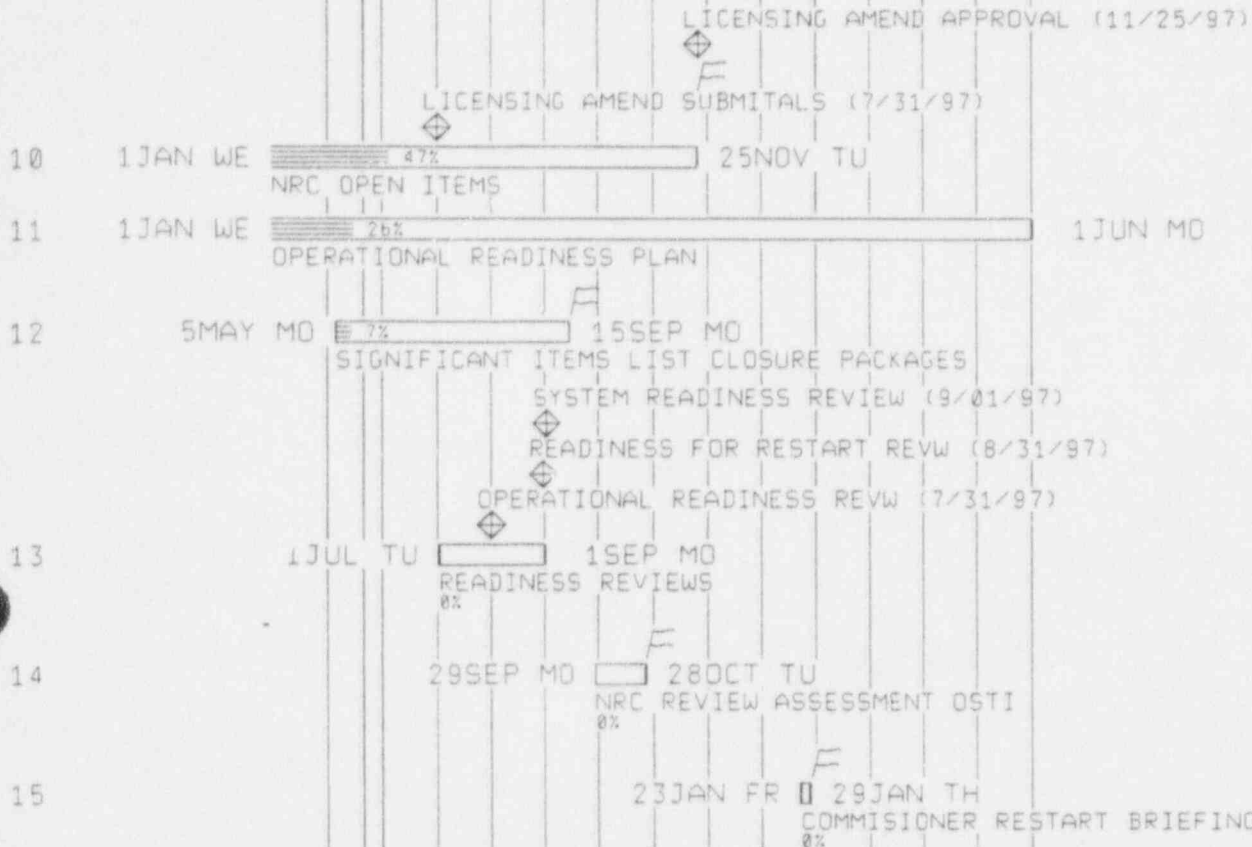 LICENSING AMEND APPROVAL (11/25/97)
LICENSING AMEND SUBMITALS (7/31/97)
10 1JAN WE 47% 25NOV TU
NRC OPEN ITEMS
11 1JAN WE 26% 1JUN MO
OPERATIONAL READINESS PLAN
12 5MAY MO 7% 15SEP MO
SIGNIFICANT ITEMS LIST CLOSURE PACKAGES
SYSTEM READINESS REVIEW (9/01/97)
READINESS FOR RESTART REVW (8/31/97)
OPERATIONAL READINESS REVW (7/31/97)
13 1JUL TU 1SEP MO
READINESS REVIEWS
0%
14 29SEP MO 28OCT TU
NRC REVIEW ASSESSMENT OSTI
0%
15 23JAN FR 29JAN TH
COMMISIONER RESTART BRIEFING
0%